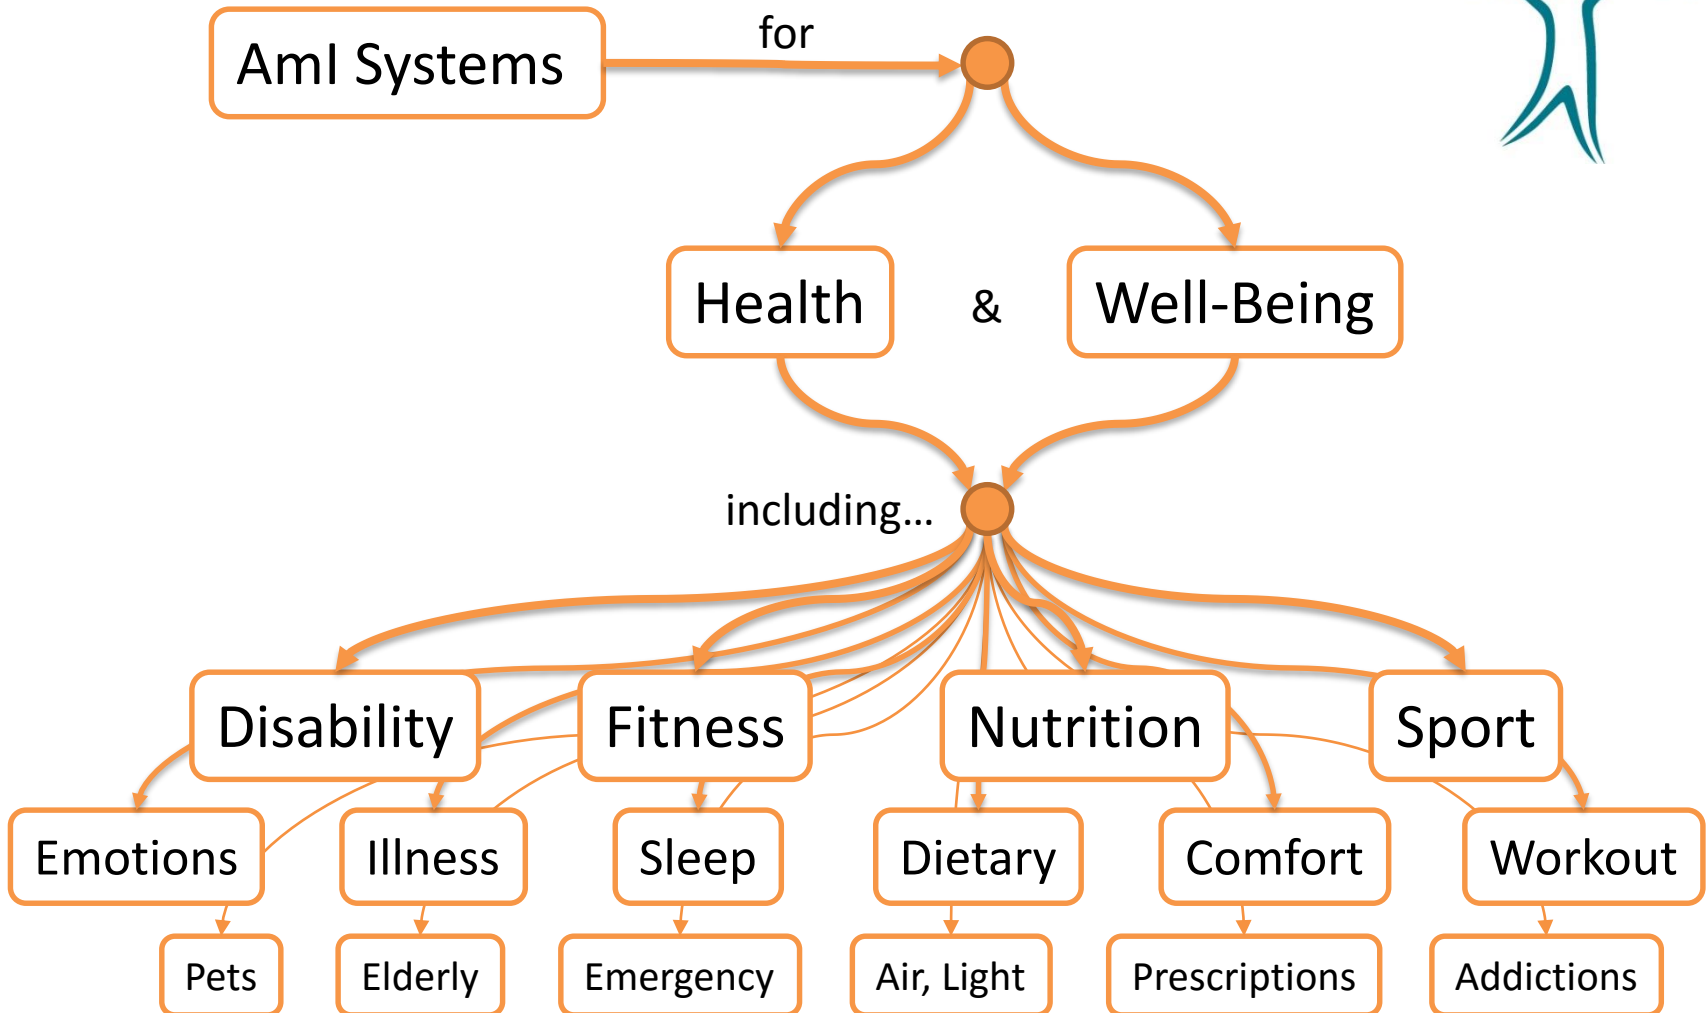 for
AmI Systems
Health & Well-Being
including...
Disability Fitness Nutrition Sport
Emotions Illness Sleep Dietary Comfort Workout
Pets Elderly Emergency Air, Light Prescriptions Addictions